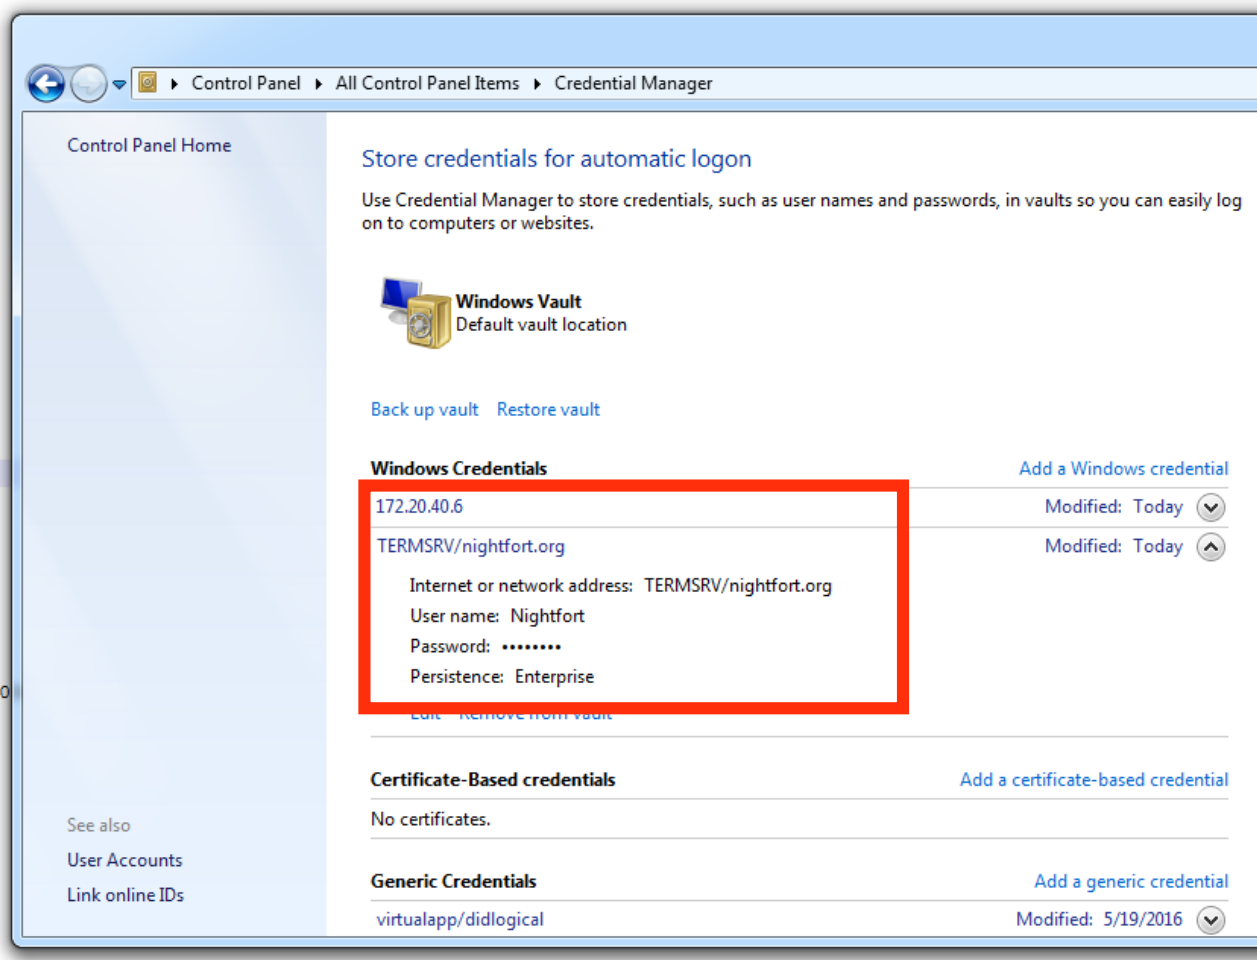 Control Panel ▸ All Control Panel Items ▸ Credential Manager
Control Panel Home
Store credentials for automatic logon
Use Credential Manager to store credentials, such as user names and passwords, in vaults so you can easily log
on to computers or websites.
Windows Vault
Default vault location
Back up vault Restore vault
Windows Credentials Add a Windows credential
172.20.40.6 Modified: Today
TERMSRV/nightfort.org Modified: Today
Internet or network address: TERMSRV/nightfort.org
User name: Nightfort
Password: ••••••••
Persistence: Enterprise
Edit Remove from vault
Certificate-Based credentials Add a certificate-based credential
No certificates.
Generic Credentials Add a generic credential
virtualapp/didlogical Modified: 5/19/2016
See also
User Accounts
Link online IDs